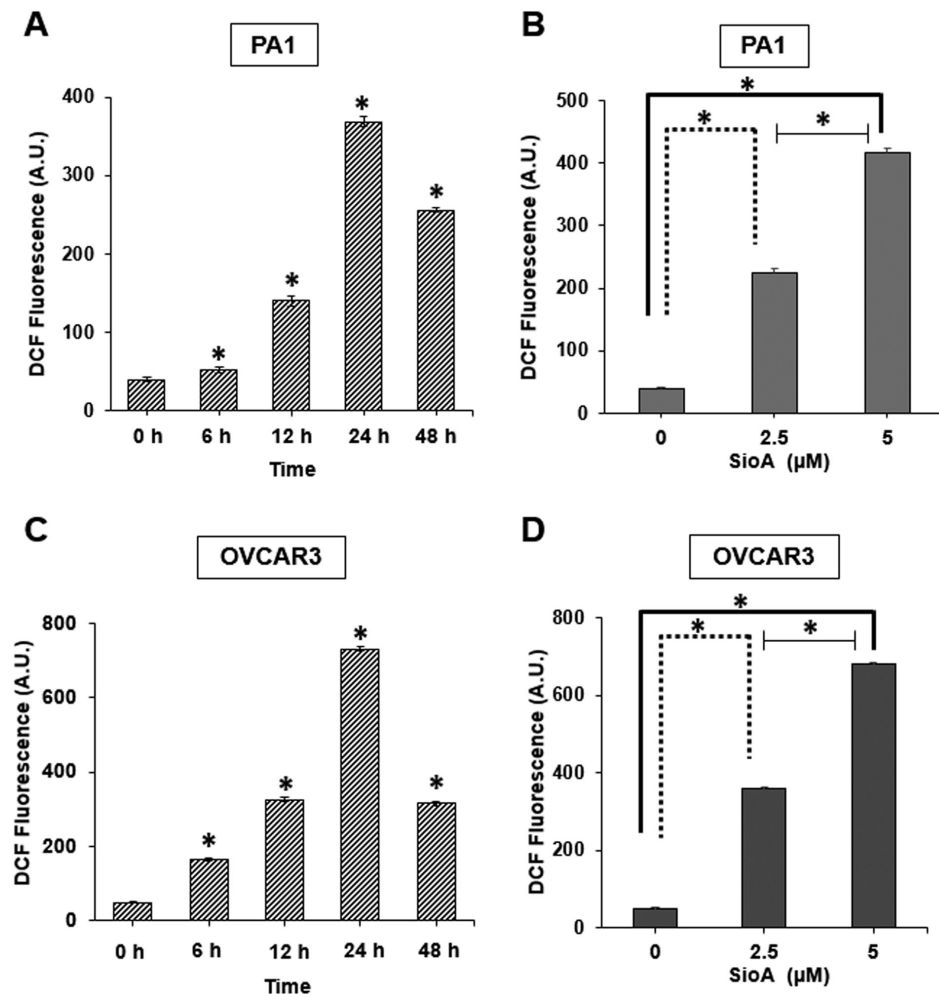 A
PA1
DCF Fluorescence (A.U.)
400
300
200
100
0
*
*
*
*
0 h 6 h 12 h 24 h 48 h
Time
B
PA1
DCF Fluorescence (A.U.)
500
400
300
200
100
0
*
*
*
0 2.5 5
SioA (µM)
C
OVCAR3
DCF Fluorescence (A.U.)
800
600
400
200
0
*
*
*
*
0 h 6 h 12 h 24 h 48 h
Time
D
OVCAR3
DCF Fluorescence (A.U.)
800
600
400
200
0
*
*
*
0 2.5 5
SioA (µM)